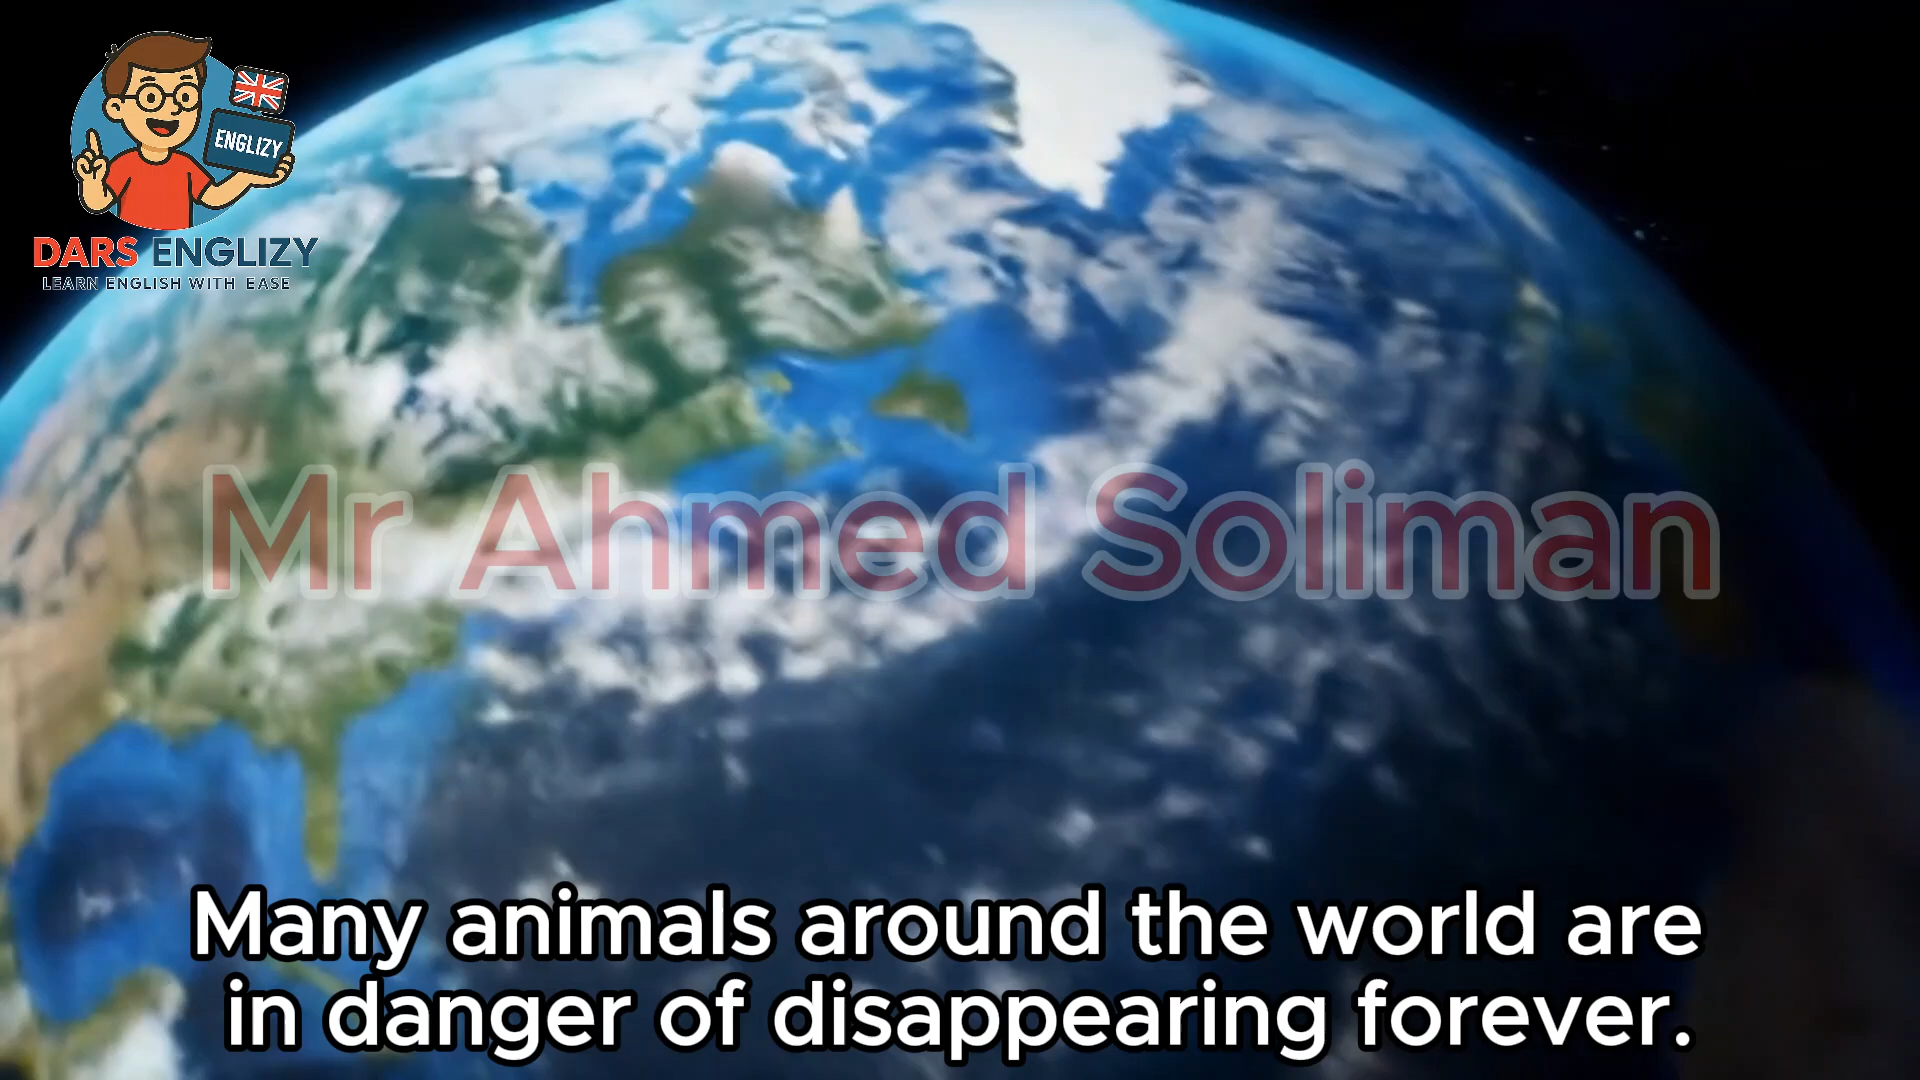 ENGLIZY
DARS ENGLIZY
LEARN ENGLISH WITH EASE
Mr Ahmed Soliman
Many animals around the world are
in danger of disappearing forever.